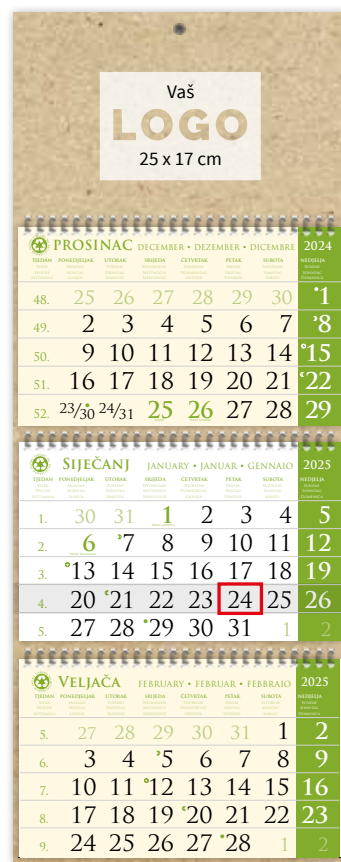 Vaš
LOGO
25 x 17 cm
PROSINAC DECEMBER • DEZEMBER • DICEMBRE 2024
TJEDAN PONEDJELJAK UTORAK SRIJEDA ČETVRTAK PETAK SUBOTA NEDJELJA
48. 25 26 27 28 29 30 1
49. 2 3 4 5 6 7 8
50. 9 10 11 12 13 14 15
51. 16 17 18 19 20 21 22
52. 23/30 24/31 25 26 27 28 29
SIJEČANJ JANUARY • JANUAR • GENNAIO 2025
TJEDAN PONEDJELJAK UTORAK SRIJEDA ČETVRTAK PETAK SUBOTA NEDJELJA
1. 30 31 1 2 3 4 5
2. 6 7 8 9 10 11 12
3. 13 14 15 16 17 18 19
4. 20 21 22 23 24 25 26
5. 27 28 29 30 31 1 2
VELJAČA FEBRUARY • FEBRUAR • FEBBRAIO 2025
TJEDAN PONEDJELJAK UTORAK SRIJEDA ČETVRTAK PETAK SUBOTA NEDJELJA
5. 27 28 29 30 31 1 2
6. 3 4 5 6 7 8 9
7. 10 11 12 13 14 15 16
8. 17 18 19 20 21 22 23
9. 24 25 26 27 28 1 2